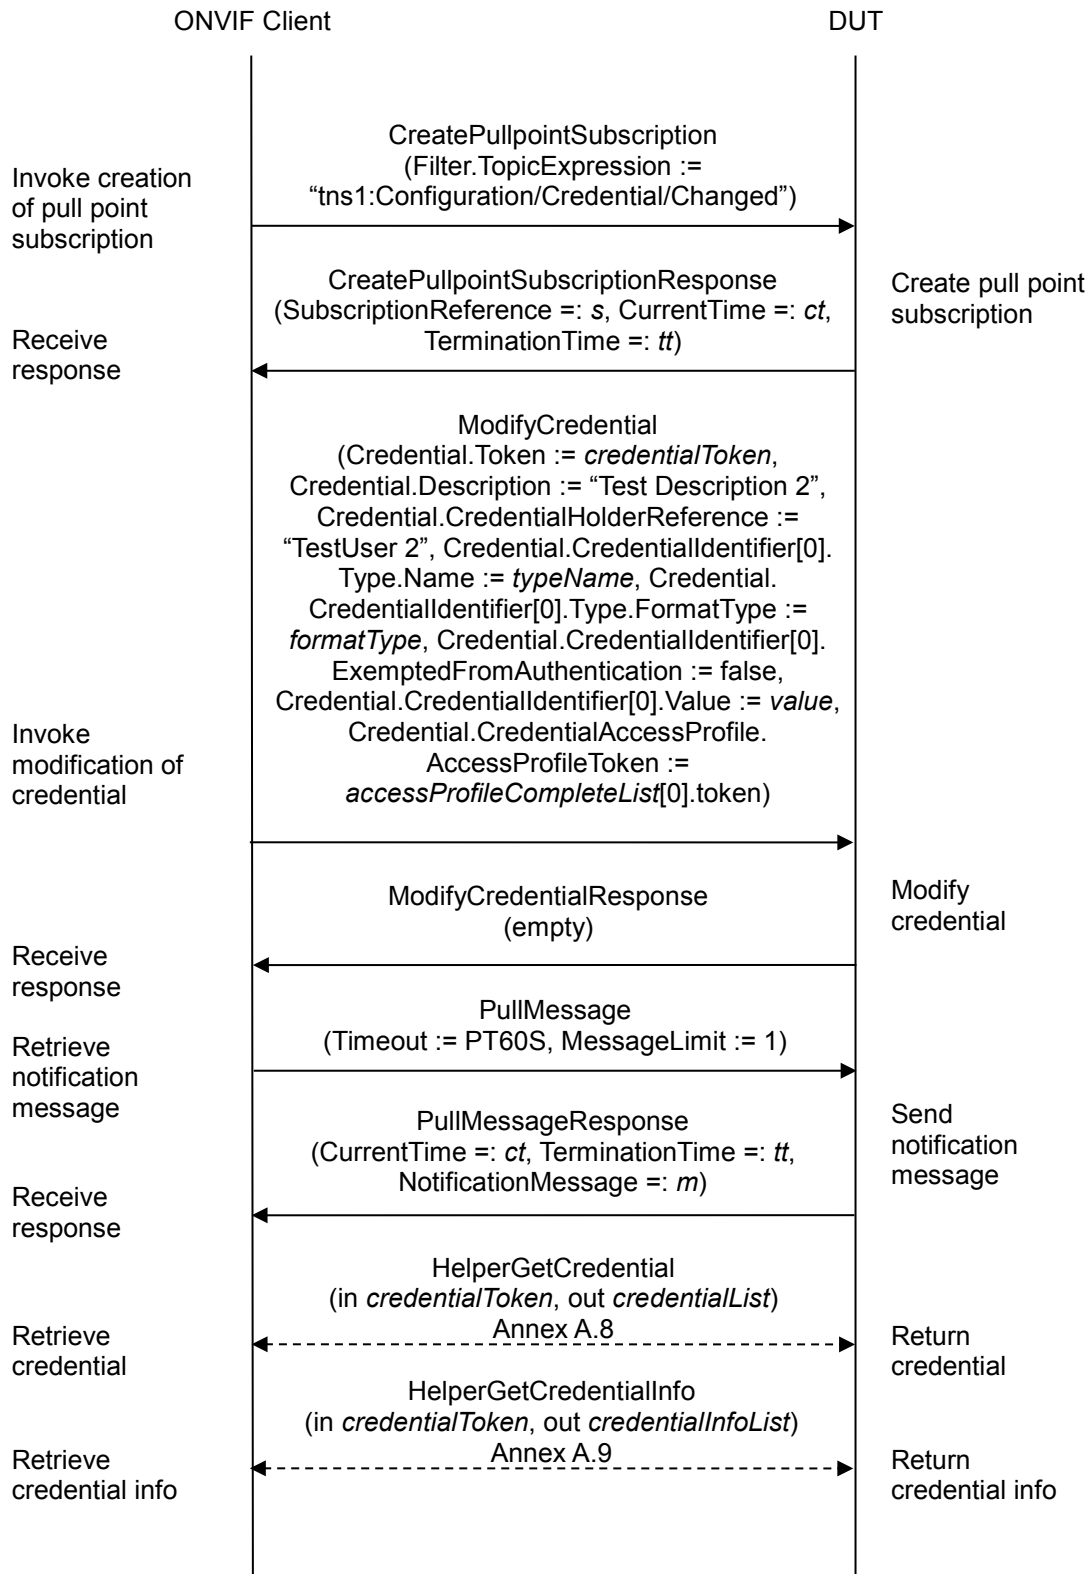 ONVIF Client
DUT
CreatePullpointSubscription
(Filter.TopicExpression :=
“tns1:Configuration/Credential/Changed”)
Invoke creation
of pull point
subscription
CreatePullpointSubscriptionResponse
(SubscriptionReference =: s, CurrentTime =: ct,
TerminationTime =: tt)
Create pull point
subscription
Receive
response
ModifyCredential
(Credential.Token := credentialToken,
Credential.Description := “Test Description 2”,
Credential.CredentialHolderReference :=
“TestUser 2”, Credential.CredentialIdentifier[0].
Type.Name := typeName, Credential.
CredentialIdentifier[0].Type.FormatType :=
formatType, Credential.CredentialIdentifier[0].
ExemptedFromAuthentication := false,
Credential.CredentialIdentifier[0].Value := value,
Credential.CredentialAccessProfile.
AccessProfileToken :=
accessProfileCompleteList[0].token)
Invoke
modification of
credential
ModifyCredentialResponse
(empty)
Modify
credential
Receive
response
PullMessage
(Timeout := PT60S, MessageLimit := 1)
Retrieve
notification
message
PullMessageResponse
(CurrentTime =: ct, TerminationTime =: tt,
NotificationMessage =: m)
Send
notification
message
Receive
response
HelperGetCredential
(in credentialToken, out credentialList)
Annex A.8
Retrieve
credential
Return
credential
HelperGetCredentialInfo
(in credentialToken, out credentialInfoList)
Annex A.9
Retrieve
credential info
Return
credential info